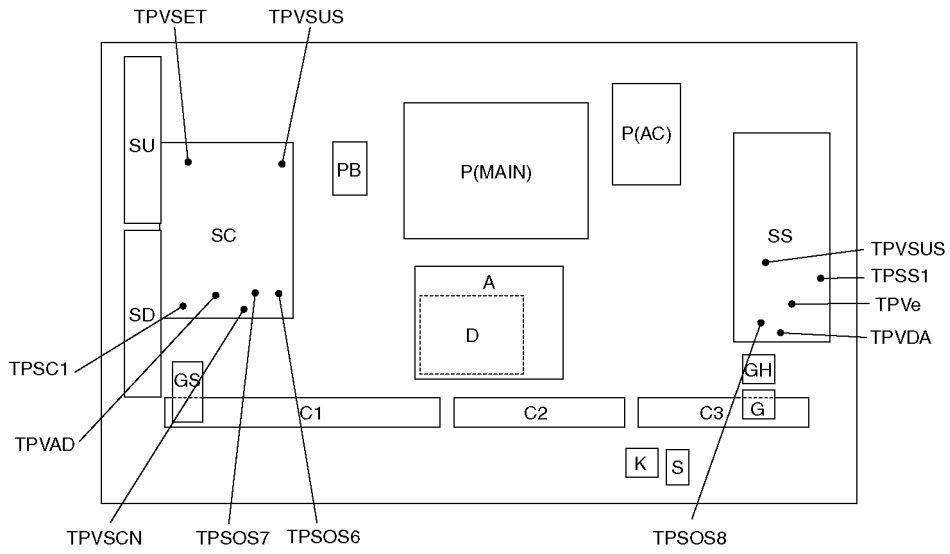 TPVSET
TPVSUS
SU
PB
P(MAIN)
P(AC)
SC
SS
TPVSUS
TPSS1
TPVe
TPVDA
A
D
SD
TPSC1
GS
GH
C1
C2
C3
G
TPVAD
K
S
TPVSCN
TPSOS7
TPSOS6
TPSOS8